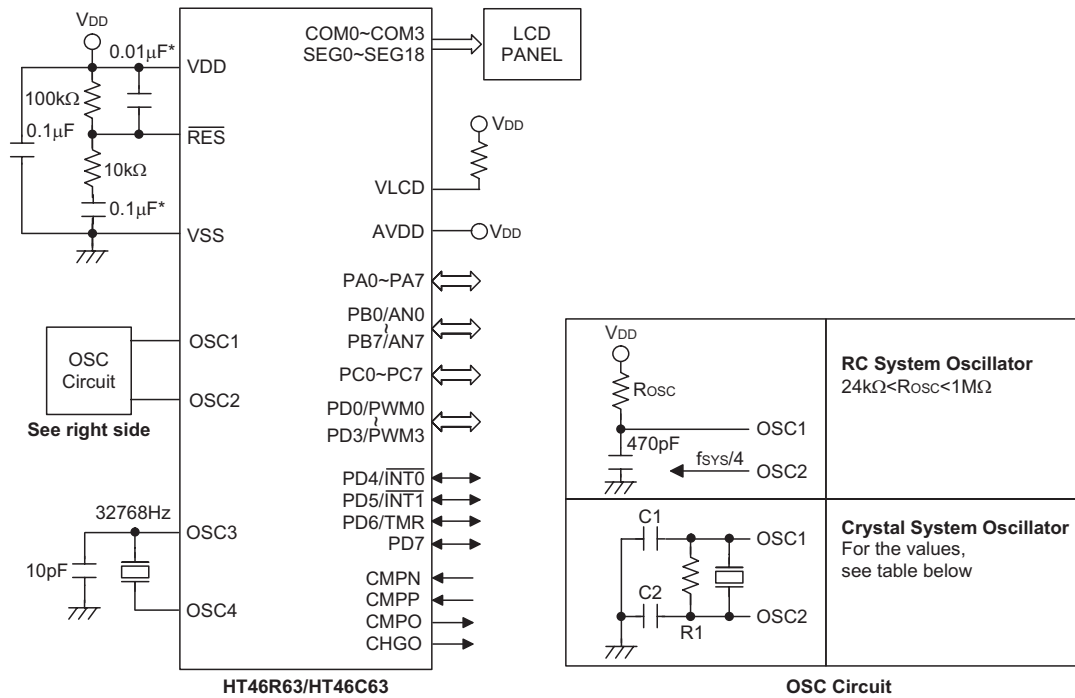 VDD
0.01μF*
VDD
100kΩ
0.1μF
RES
10kΩ
0.1μF*
VSS
OSC
Circuit
OSC1
OSC2
See right side
32768Hz
OSC3
10pF
OSC4
COM0~COM3
SEG0~SEG18
LCD
PANEL
VDD
VLCD
AVDD
VDD
PA0~PA7
PB0/AN0
~
PB7/AN7
PC0~PC7
PD0/PWM0
~
PD3/PWM3
PD4/INT0
PD5/INT1
PD6/TMR
PD7
CMPN
CMPP
CMPO
CHGO
HT46R63/HT46C63
VDD
ROSC
470pF
OSC1
fSYS/4
OSC2
RC System Oscillator
24kΩ<ROSC<1MΩ
C1
OSC1
C2
R1
OSC2
Crystal System Oscillator
For the values,
see table below
OSC Circuit